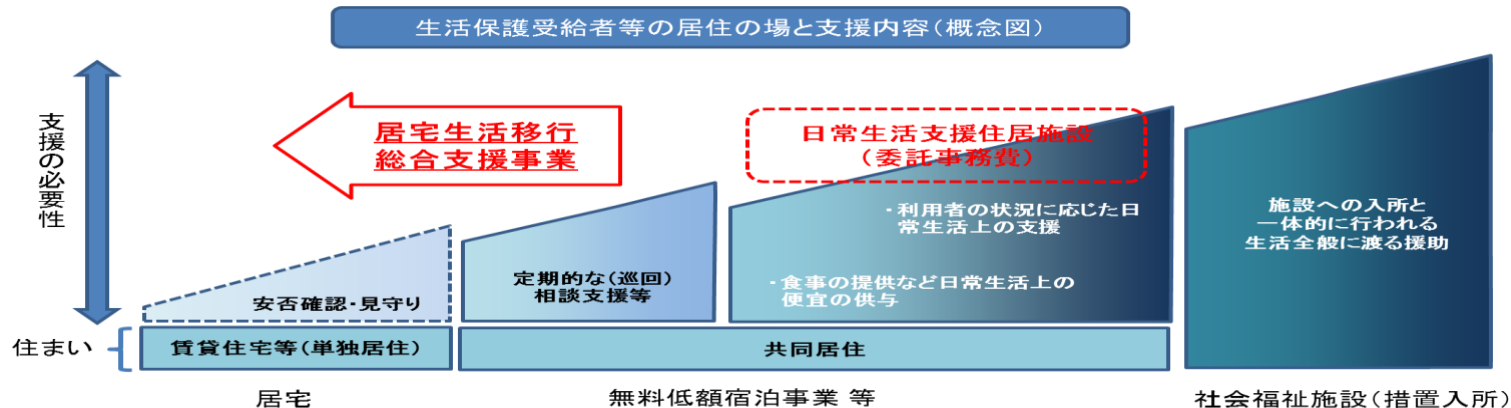 生活保護受給者等の居住の場と支援内容(概念図)
支援の必要性
居宅生活移行
総合支援事業
日常生活支援住居施設
(委託事務費)
・利用者の状況に応じた日
常生活上の支援
・食事の提供など日常生活上の
便宜の供与
施設への入所と
一体的に行われる
生活全般に渡る援助
定期的な(巡回)
相談支援等
安否確認・見守り
住まい
賃貸住宅等(単独居住)
共同居住
居宅
無料低額宿泊事業 等
社会福祉施設(措置入所)